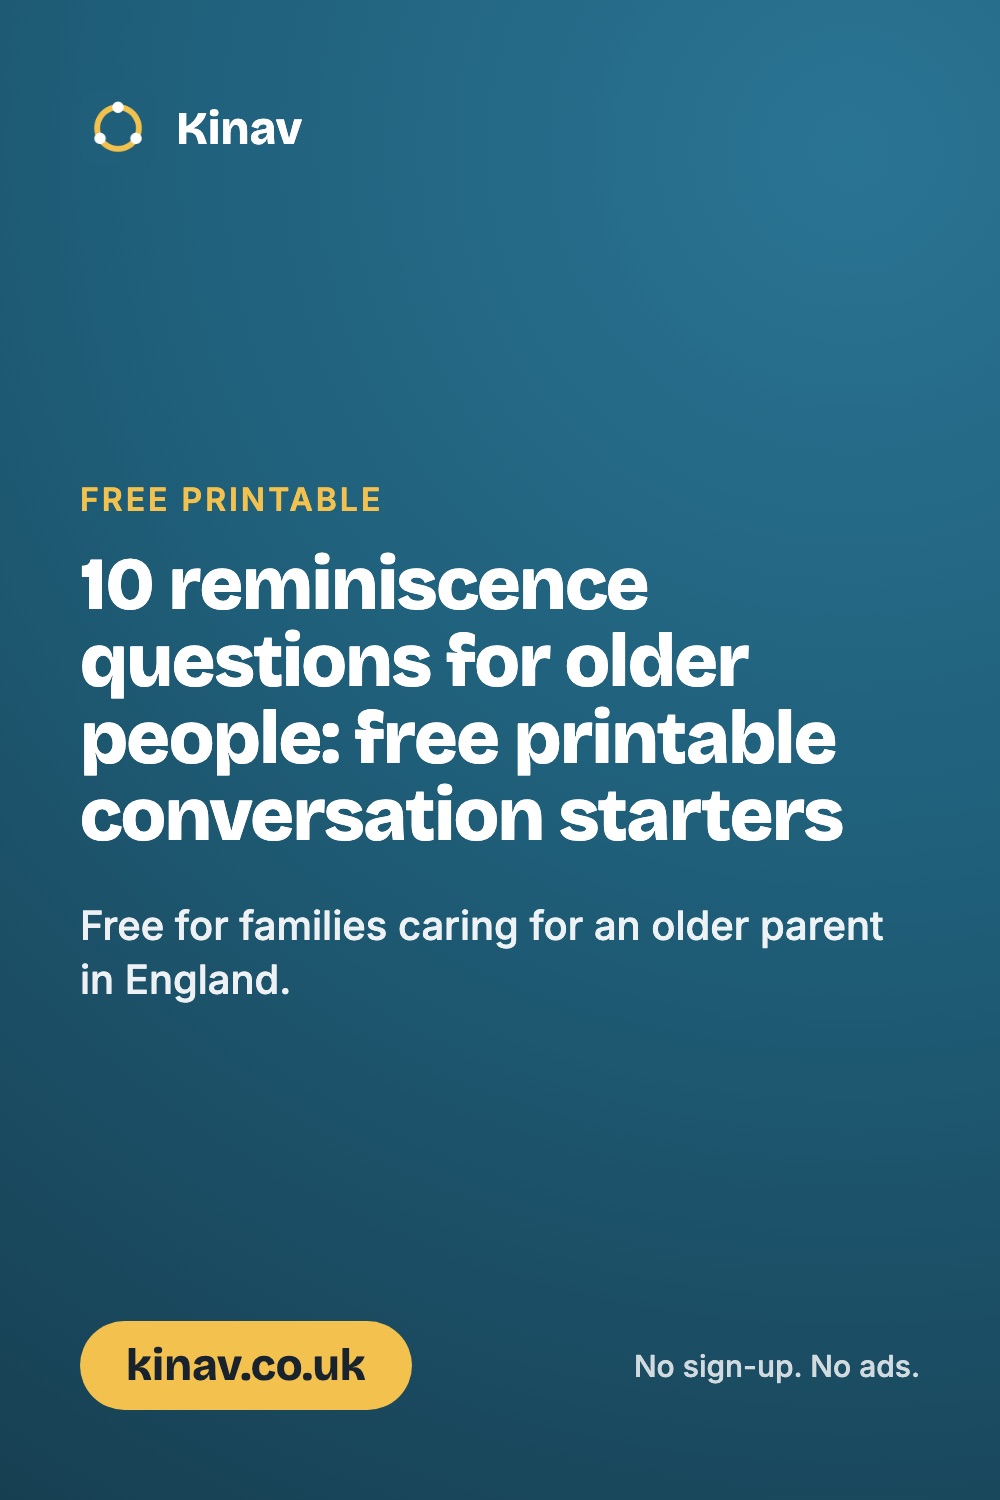 Kinav
FREE PRINTABLE
10 reminiscence
questions for older
people: free printable
conversation starters
Free for families caring for an older parent
in England.
kinav.co.uk
No sign-up. No ads.